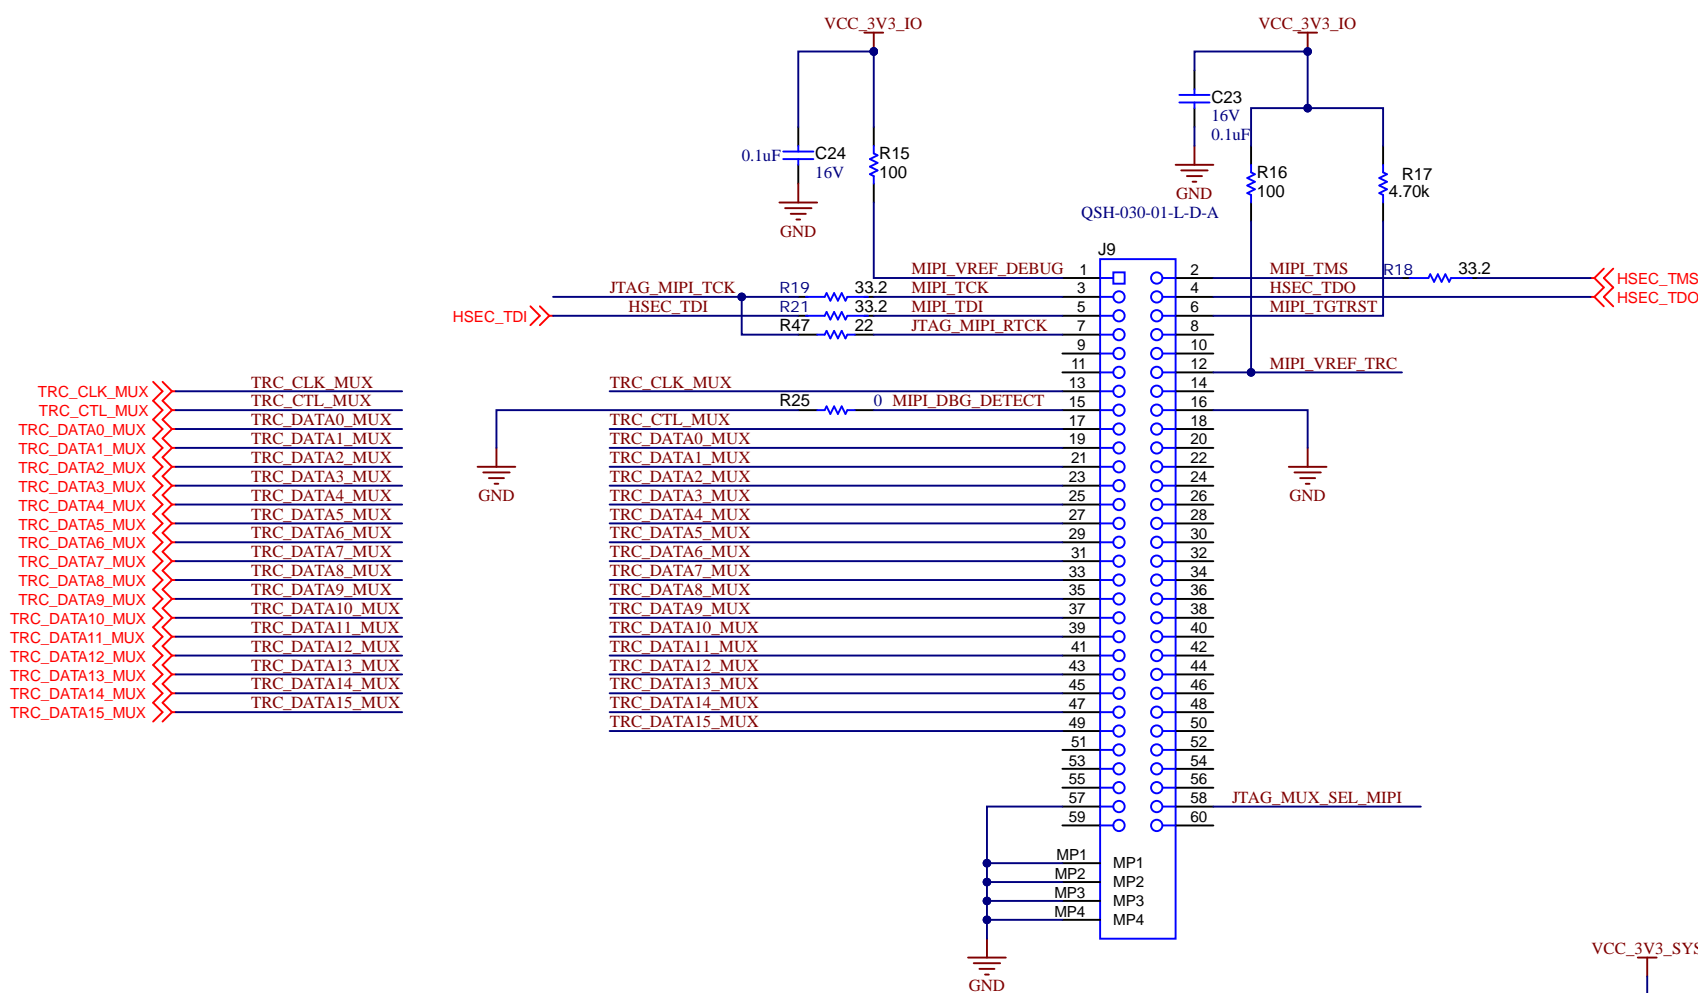 VCC_3V3_IO
VCC_3V3_IO
C23
16V
0.1uF
0.1uF
C24
16V
R15
100
R16
100
R17
4.70k
GND
GND
QSH-030-01-L-D-A
J9
MIPI_VREF_DEBUG 1
2 MIPI_TMS R18 33.2 HSEC_TMS
JTAG_MIPI_TCK R19 33.2 MIPI_TCK 3
4 HSEC_TDO HSEC_TDO
HSEC_TDI HSEC_TDI R21 33.2 MIPI_TDI 5
6 MIPI_TGTRST
R47 22 JTAG_MIPI_RTCK 7
8
9
10
11
12 MIPI_VREF_TRC
TRC_CLK_MUX TRC_CLK_MUX TRC_CLK_MUX 13
14
R25 0 MIPI_DBG_DETECT 15
16
TRC_CTL_MUX TRC_CTL_MUX TRC_CTL_MUX 17
18
TRC_DATA0_MUX TRC_DATA0_MUX TRC_DATA0_MUX 19
20
TRC_DATA1_MUX TRC_DATA1_MUX TRC_DATA1_MUX 21
22
TRC_DATA2_MUX TRC_DATA2_MUX TRC_DATA2_MUX 23
24
TRC_DATA3_MUX TRC_DATA3_MUX TRC_DATA3_MUX 25
26
TRC_DATA4_MUX TRC_DATA4_MUX TRC_DATA4_MUX 27
28
TRC_DATA5_MUX TRC_DATA5_MUX TRC_DATA5_MUX 29
30
TRC_DATA6_MUX TRC_DATA6_MUX TRC_DATA6_MUX 31
32
TRC_DATA7_MUX TRC_DATA7_MUX TRC_DATA7_MUX 33
34
TRC_DATA8_MUX TRC_DATA8_MUX TRC_DATA8_MUX 35
36
TRC_DATA9_MUX TRC_DATA9_MUX TRC_DATA9_MUX 37
38
TRC_DATA10_MUX TRC_DATA10_MUX TRC_DATA10_MUX 39
40
TRC_DATA11_MUX TRC_DATA11_MUX TRC_DATA11_MUX 41
42
TRC_DATA12_MUX TRC_DATA12_MUX TRC_DATA12_MUX 43
44
TRC_DATA13_MUX TRC_DATA13_MUX TRC_DATA13_MUX 45
46
TRC_DATA14_MUX TRC_DATA14_MUX TRC_DATA14_MUX 47
48
TRC_DATA15_MUX TRC_DATA15_MUX TRC_DATA15_MUX 49
50
GND
GND
51
52
53
54
55
56
57
58 JTAG_MUX_SEL_MIPI
59
60
MP1 MP1
MP2 MP2
MP3 MP3
MP4 MP4
GND
VCC_3V3_SYS